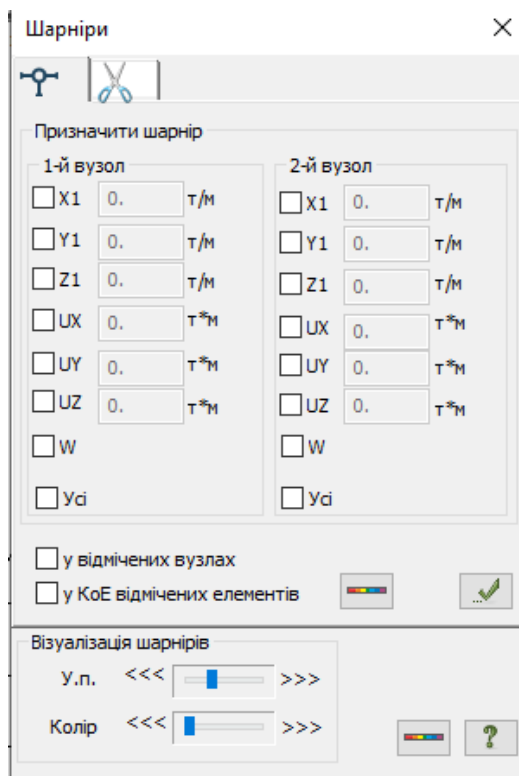 Шарніри
Призначити шарнір
1-й вузол
X1 0. т/м
Y1 0. т/м
Z1 0. т/м
UX 0. т*м
UY 0. т*м
UZ 0. т*м
W
Усі
2-й вузол
X1 0. т/м
Y1 0. т/м
Z1 0. т/м
UX 0. т*м
UY 0. т*м
UZ 0. т*м
W
Усі
у відмічених вузлах
у КоЕ відмічених елементів
Візуалізація шарнірів
У.п. <<< >>>
Колір <<< >>>
?